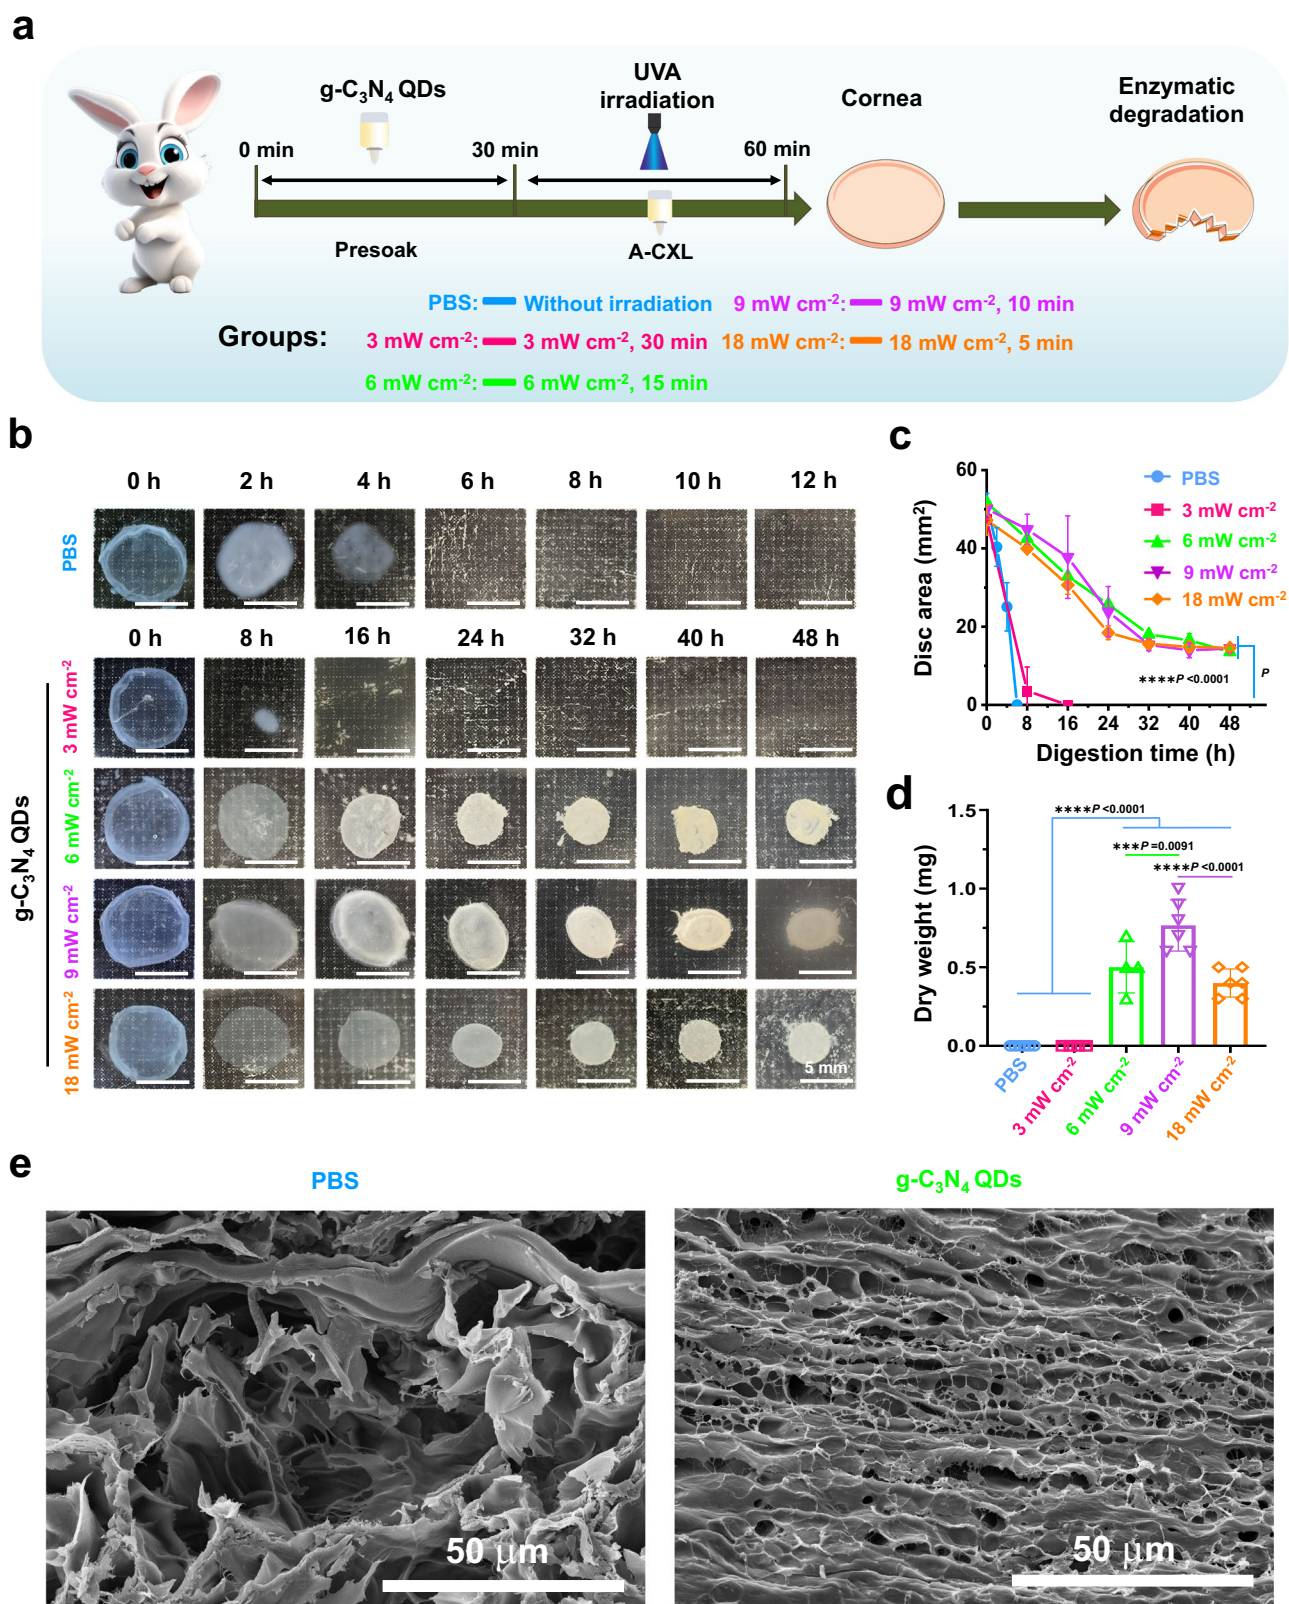 a
g-C₃N₄ QDs
UVA
irradiation
Cornea
Enzymatic
degradation
0 min
30 min
60 min
Presoak
A-CXL
Groups:
PBS: Without irradiation
3 mW cm⁻²: 3 mW cm⁻², 30 min
6 mW cm⁻²: 6 mW cm⁻², 15 min
9 mW cm⁻²: 9 mW cm⁻², 10 min
18 mW cm⁻²: 18 mW cm⁻², 5 min
b
0 h 2 h 4 h 6 h 8 h 10 h 12 h
PBS
0 h 8 h 16 h 24 h 32 h 40 h 48 h
g-C₃N₄ QDs
3 mW cm⁻²
6 mW cm⁻²
9 mW cm⁻²
18 mW cm⁻²
5 mm
c
Disc area (mm²)
60
40
20
0
PBS
3 mW cm⁻²
6 mW cm⁻²
9 mW cm⁻²
18 mW cm⁻²
****P <0.0001
P
0 8 16 24 32 40 48
Digestion time (h)
d
Dry weight (mg)
1.5
1.0
0.5
0.0
****P <0.0001
***P =0.0091
****P <0.0001
PBS
3 mW cm⁻²
6 mW cm⁻²
9 mW cm⁻²
18 mW cm⁻²
e
PBS
g-C₃N₄ QDs
50 μm
50 μm